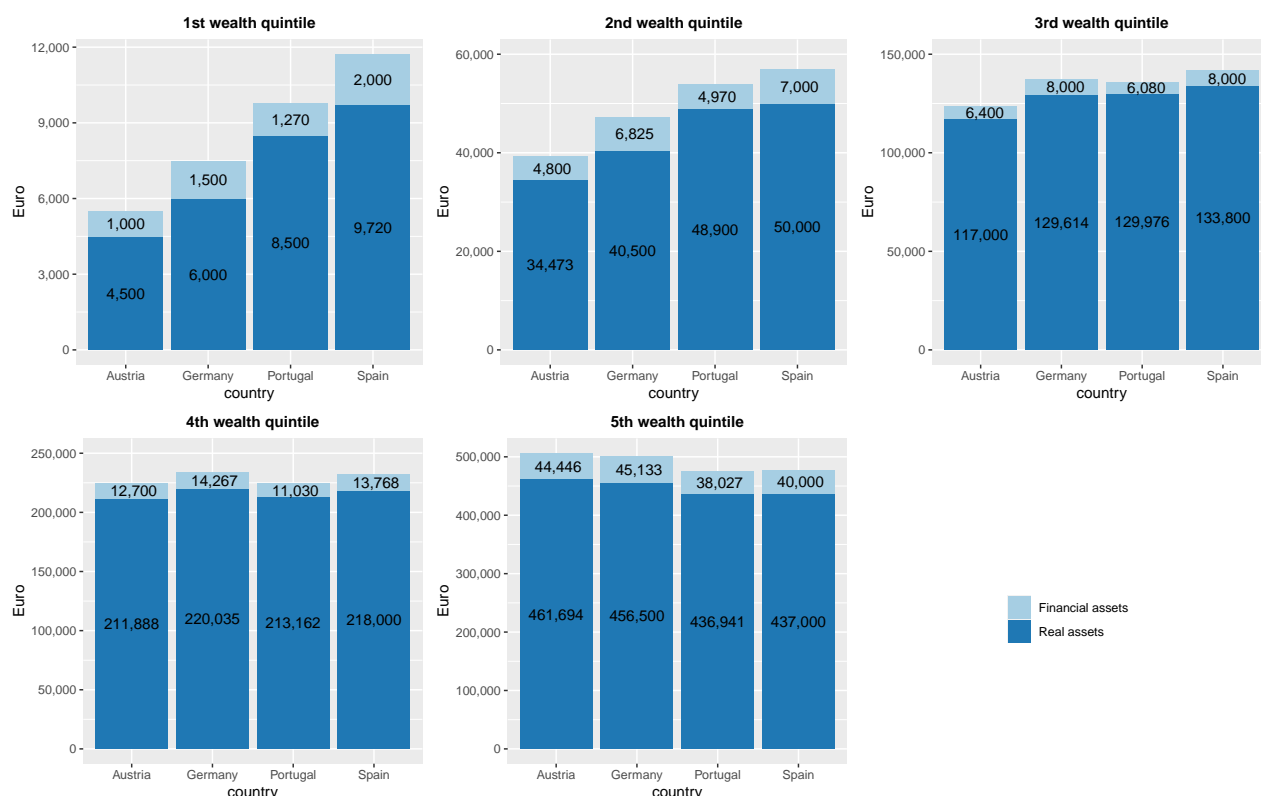 1st wealth quintile
12,000
9,000
6,000
3,000
0
Euro
1,000
4,500
1,500
6,000
1,270
8,500
2,000
9,720
Austria Germany Portugal Spain
country
2nd wealth quintile
60,000
40,000
20,000
0
Euro
4,800
34,473
6,825
40,500
4,970
48,900
7,000
50,000
Austria Germany Portugal Spain
country
3rd wealth quintile
150,000
100,000
50,000
0
Euro
6,400
117,000
8,000
129,614
6,080
129,976
8,000
133,800
Austria Germany Portugal Spain
country
4th wealth quintile
250,000
200,000
150,000
100,000
50,000
0
Euro
12,700
211,888
14,267
220,035
11,030
213,162
13,768
218,000
Austria Germany Portugal Spain
country
5th wealth quintile
500,000
400,000
300,000
200,000
100,000
0
Euro
44,446
461,694
45,133
456,500
38,027
436,941
40,000
437,000
Austria Germany Portugal Spain
country
Financial assets
Real assets